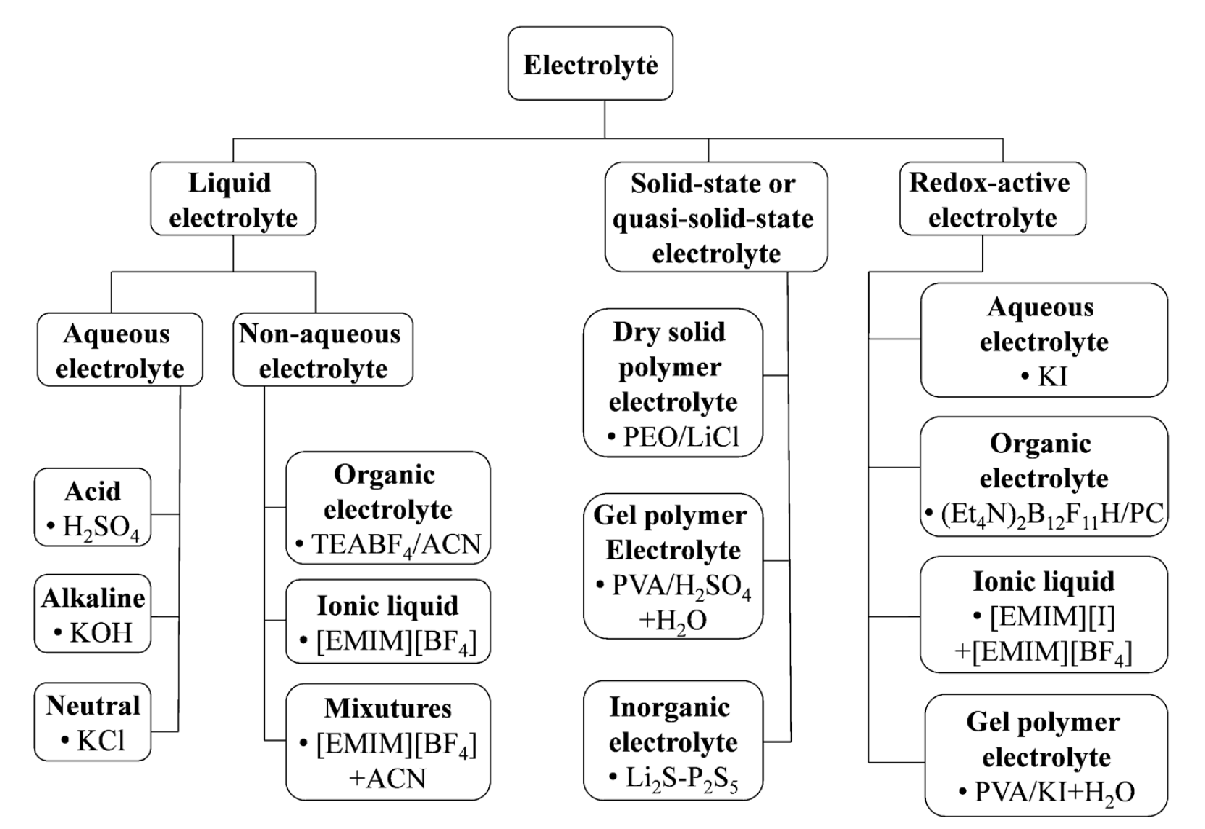 Electrolyte
Liquid
electrolyte
Solid-state or
quasi-solid-state
electrolyte
Redox-active
electrolyte
Aqueous
electrolyte
Non-aqueous
electrolyte
Acid
• H₂SO₄
Alkaline
• KOH
Neutral
• KCl
Organic
electrolyte
• TEABF₄/ACN
Ionic liquid
• [EMIM][BF₄]
Mixutures
• [EMIM][BF₄]
+ACN
Dry solid
polymer
electrolyte
• PEO/LiCl
Gel polymer
Electrolyte
• PVA/H₂SO₄
+H₂O
Inorganic
electrolyte
• Li₂S-P₂S₅
Aqueous
electrolyte
• KI
Organic
electrolyte
• (Et₄N)₂B₁₂F₁₁H/PC
Ionic liquid
• [EMIM][I]
+[EMIM][BF₄]
Gel polymer
electrolyte
• PVA/KI+H₂O